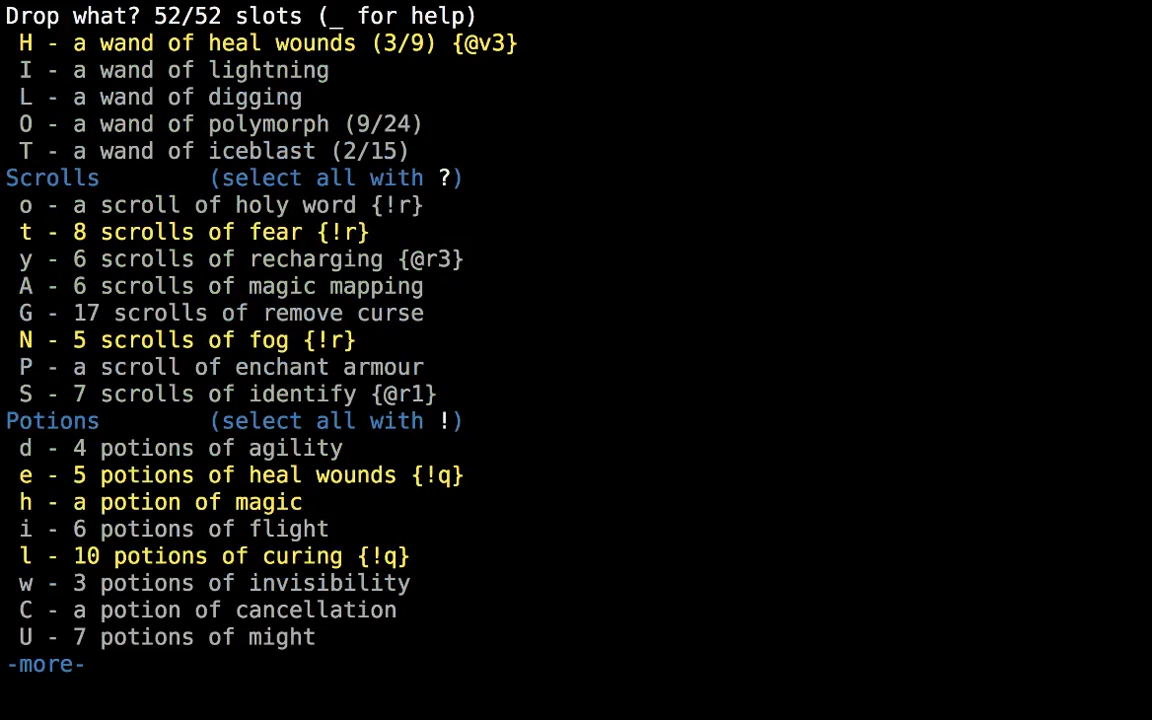 Drop what? 52/52 slots (_ for help)
H - a wand of heal wounds (3/9) {@v3}
I - a wand of lightning
L - a wand of digging
O - a wand of polymorph (9/24)
T - a wand of iceblast (2/15)
Scrolls (select all with ?)
o - a scroll of holy word {!r}
t - 8 scrolls of fear {!r}
y - 6 scrolls of recharging {@r3}
A - 6 scrolls of magic mapping
G - 17 scrolls of remove curse
N - 5 scrolls of fog {!r}
P - a scroll of enchant armour
S - 7 scrolls of identify {@r1}
Potions (select all with !)
d - 4 potions of agility
e - 5 potions of heal wounds {!q}
h - a potion of magic
i - 6 potions of flight
l - 10 potions of curing {!q}
w - 3 potions of invisibility
C - a potion of cancellation
U - 7 potions of might
-more-